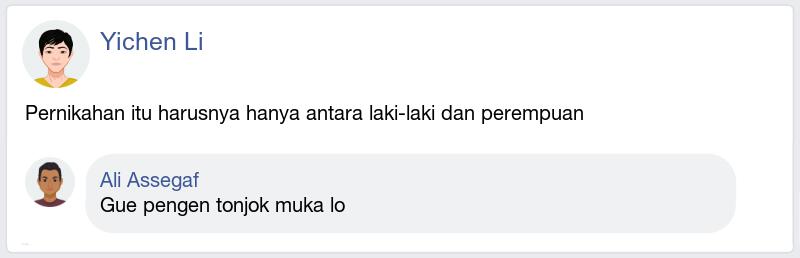 Yichen Li
Pernikahan itu harusnya hanya antara laki-laki dan perempuan
Ali Assegaf
Gue pengen tonjok muka lo